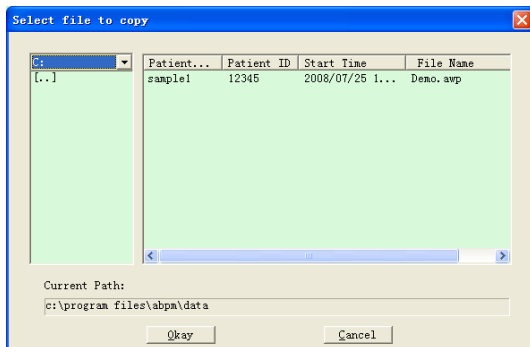 Select file to copy
C:
[..]
Patient... Patient ID Start Time File Name
sample1 12345 2008/07/25 1... Demo.awp
Current Path:
c:\program files\abpm\data
Okay Cancel